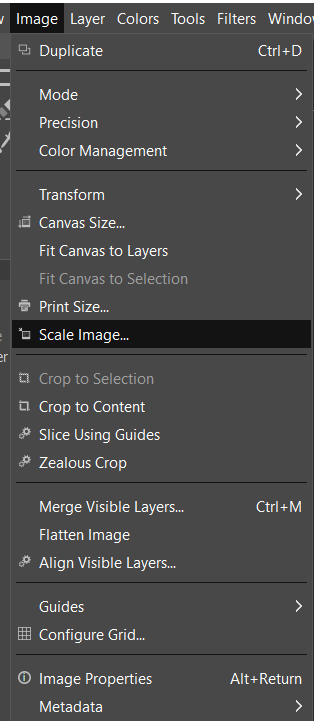 w Image Layer Colors Tools Filters Windo
Duplicate Ctrl+D
Mode
Precision
Color Management
Transform
Canvas Size...
Fit Canvas to Layers
Fit Canvas to Selection
Print Size...
Scale Image...
er
Crop to Selection
Crop to Content
Slice Using Guides
Zealous Crop
Merge Visible Layers... Ctrl+M
Flatten Image
Align Visible Layers...
Guides
Configure Grid...
Image Properties Alt+Return
Metadata